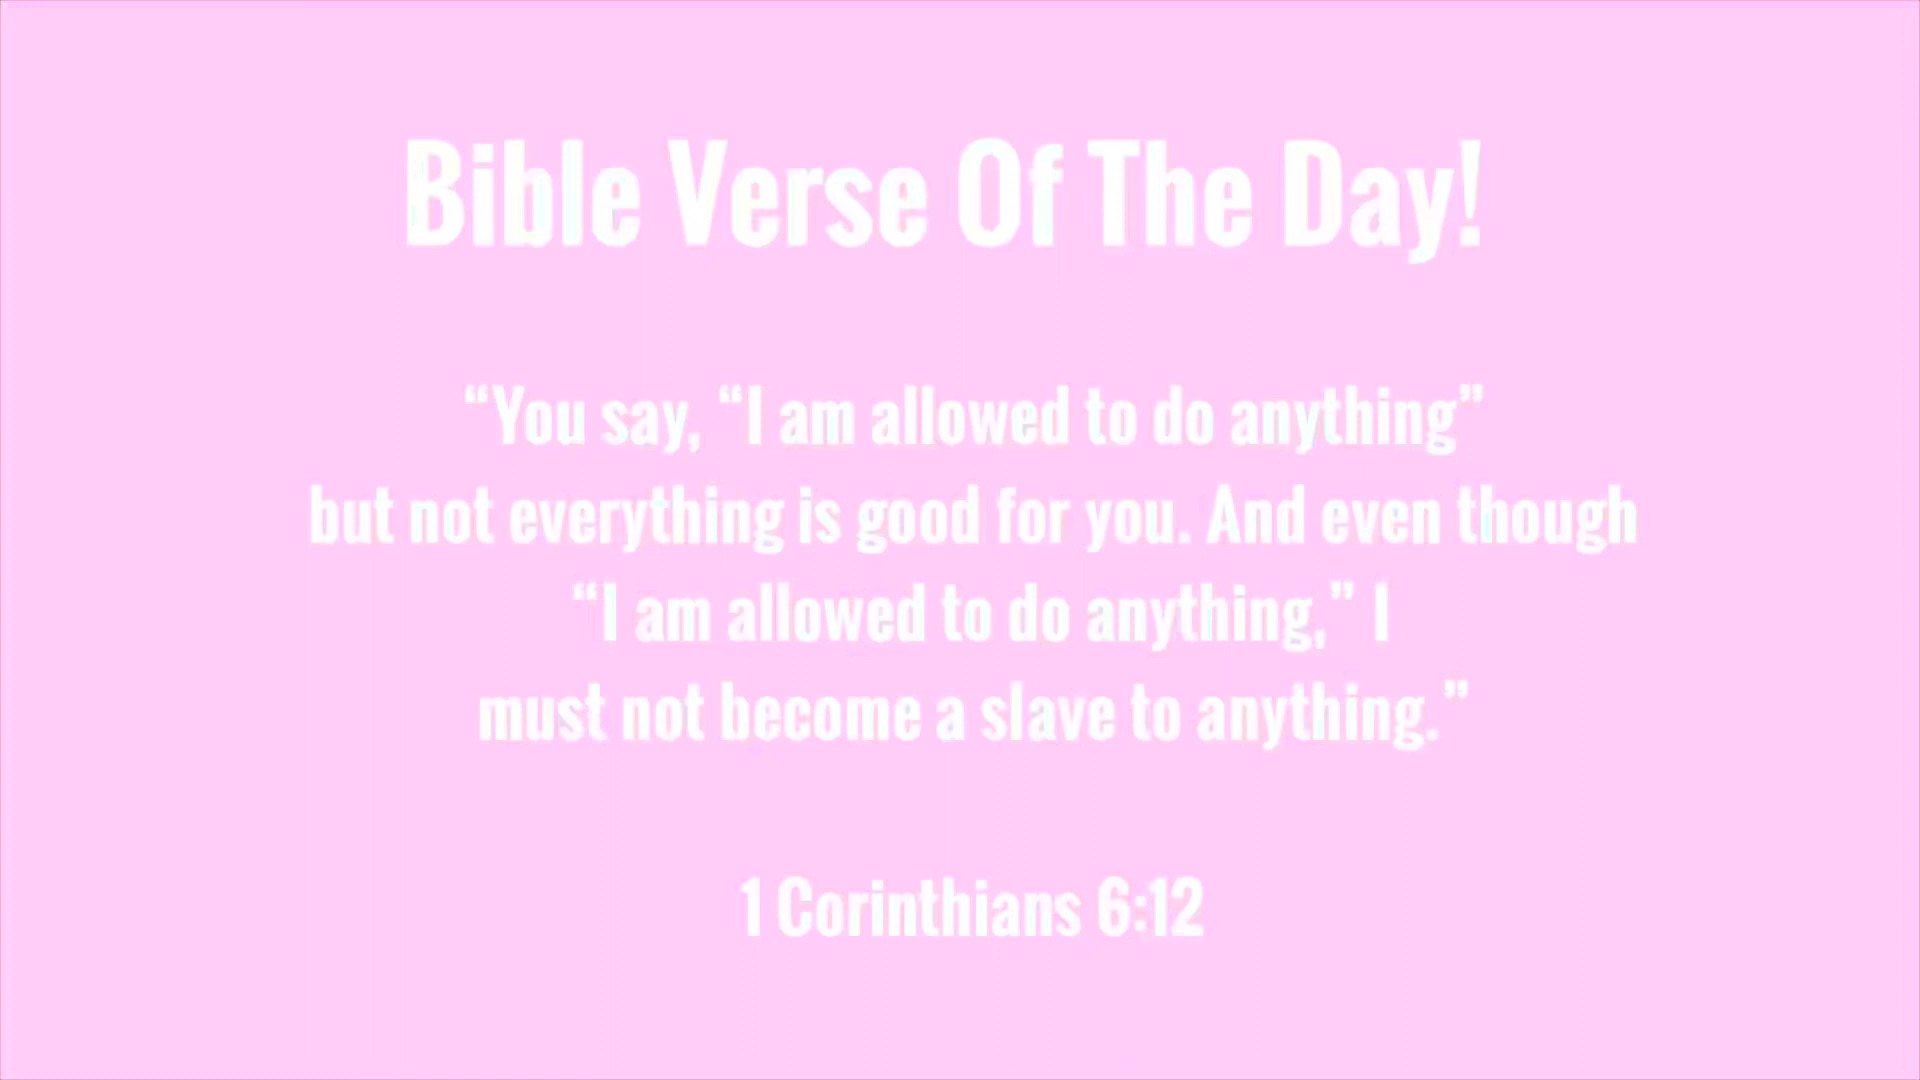 Bible Verse Of The Day!
“You say, “I am allowed to do anything”
but not everything is good for you. And even though
“I am allowed to do anything,” I
must not become a slave to anything.”
1 Corinthians 6:12